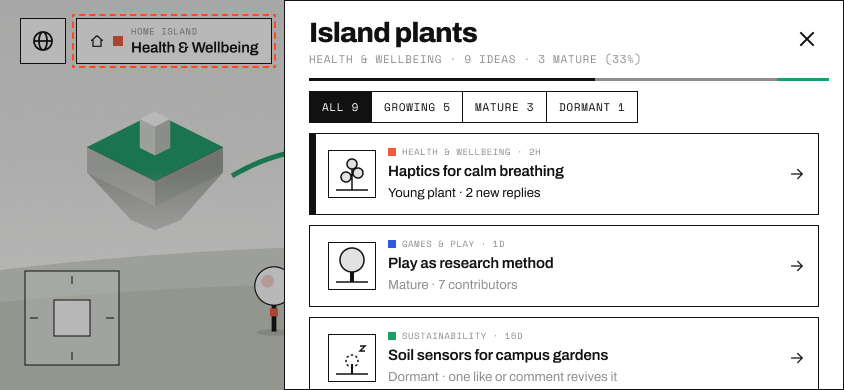 HOME ISLAND
Health & Wellbeing
Island plants
HEALTH & WELLBEING · 9 IDEAS · 3 MATURE (33%)
ALL 9
GROWING 5
MATURE 3
DORMANT 1
HEALTH & WELLBEING · 2H
Haptics for calm breathing
Young plant · 2 new replies
GAMES & PLAY · 1D
Play as research method
Mature · 7 contributors
SUSTAINABILITY · 16D
Soil sensors for campus gardens
Dormant · one like or comment revives it
z